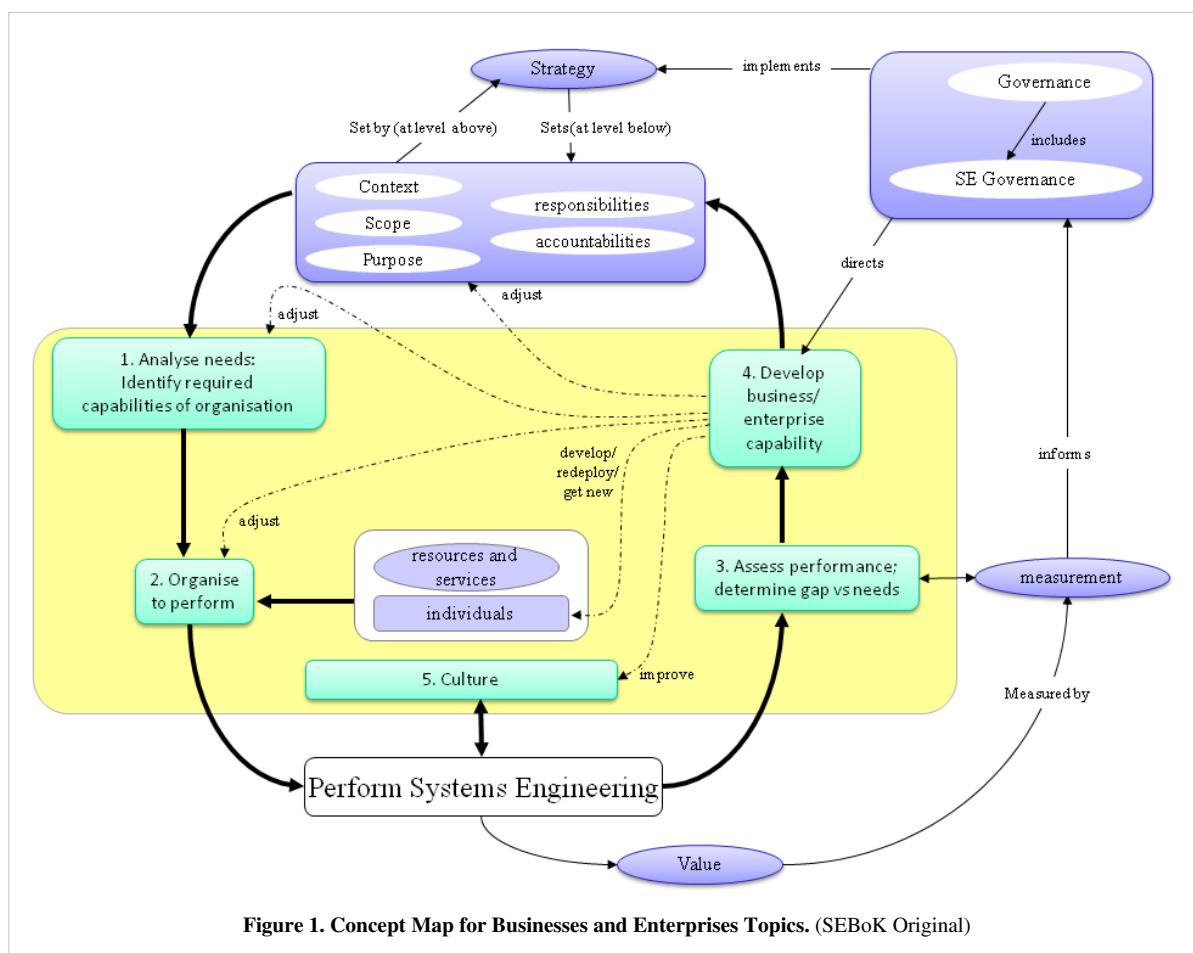 Strategy
implements
Governance
includes
SE Governance
Set by (at level above)
Sets(at level below)
Context
Scope
Purpose
responsibilities
accountabilities
directs
adjust
adjust
1. Analyse needs:
Identify required
capabilities of organisation
4. Develop
business/
enterprise
capability
develop/
redeploy/
get new
informs
adjust
resources and
services
individuals
2. Organise
to perform
3. Assess performance;
determine gap vs needs
measurement
5. Culture
improve
Measured by
Perform Systems Engineering
Value
Figure 1. Concept Map for Businesses and Enterprises Topics. (SEBoK Original)